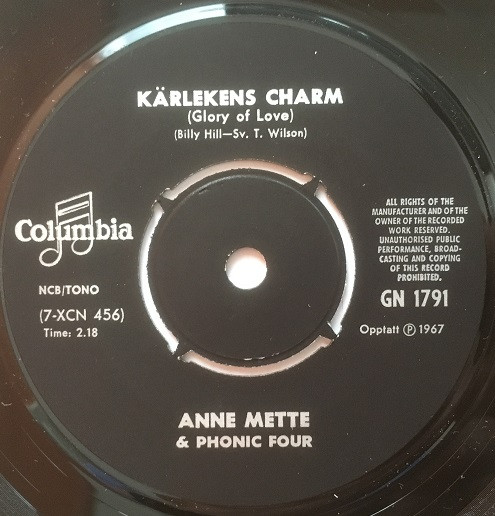 KÄRLEKENS CHARM
(Glory of Love)
(Billy Hill—Sv. T. Wilson)
Columbia
NCB/TONO
(7-XCN 456)
Time: 2.18
ALL RIGHTS OF THE
MANUFACTURER AND OF THE
OWNER OF THE RECORDED
WORK RESERVED.
UNAUTHORISED PUBLIC
PERFORMANCE, BROAD-
CASTING AND COPYING
OF THIS RECORD
PROHIBITED.
GN 1791
Opptatt Ⓟ 1967
ANNE METTE
& PHONIC FOUR